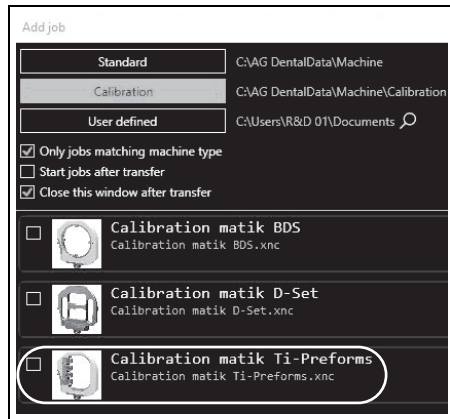 Add job
Standard C:\AG DentalData\Machine
Calibration C:\AG DentalData\Machine\Calibration
User defined C:\Users\R&D 01\Documents
Only jobs matching machine type
Start jobs after transfer
Close this window after transfer
Calibration matik BDS
Calibration matik BDS.xnc
Calibration matik D-Set
Calibration matik D-Set.xnc
Calibration matik Ti-Preforms
Calibration matik Ti-Preforms.xnc